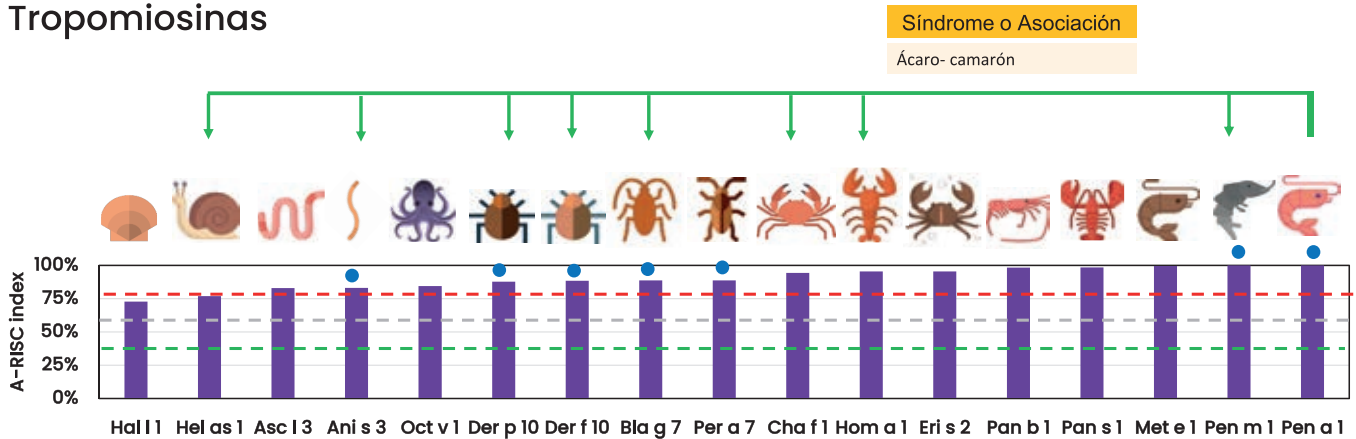 Tropomiosinas
Síndrome o Asociación
Ácaro- camarón
A-RISC index
100%
75%
50%
25%
0%
Hal l 1 Hel as 1 Asc l 3 Ani s 3 Oct v 1 Der p 10 Der f 10 Bla g 7 Per a 7 Cha f 1 Hom a 1 Eri s 2 Pan b 1 Pan s 1 Met e 1 Pen m 1 Pen a 1